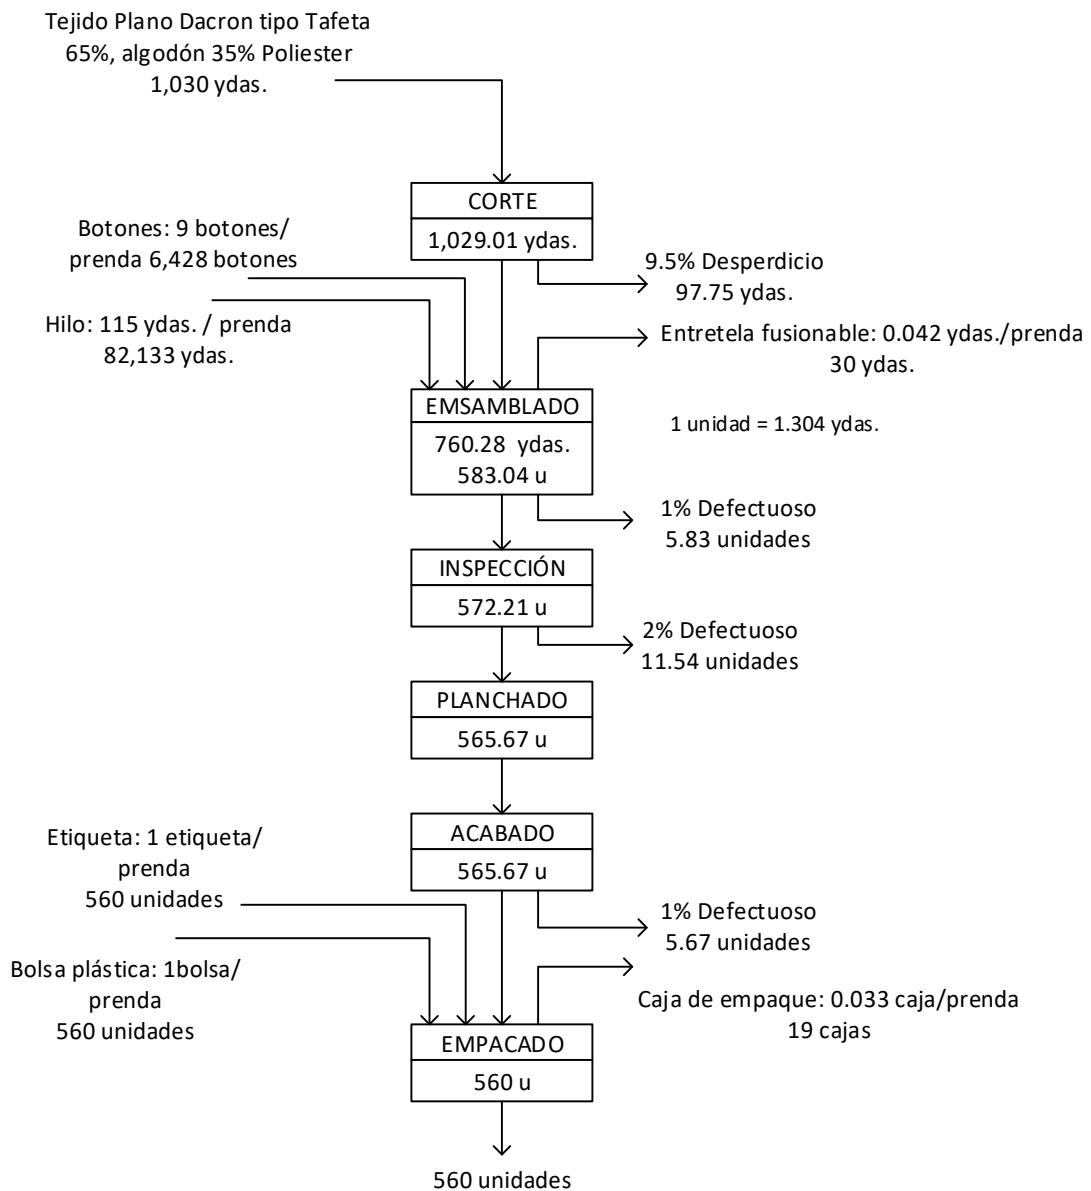 Tejido Plano Dacron tipo Tafeta
65%, algodón 35% Poliester
1,030 ydas.
CORTE
1,029.01 ydas.
Botones: 9 botones/
prenda 6,428 botones
9.5% Desperdicio
97.75 ydas.
Hilo: 115 ydas. / prenda
82,133 ydas.
Entretela fusionable: 0.042 ydas./prenda
30 ydas.
EMSAMBLADO
760.28 ydas.
583.04 u
1 unidad = 1.304 ydas.
1% Defectuoso
5.83 unidades
INSPECCIÓN
572.21 u
2% Defectuoso
11.54 unidades
PLANCHADO
565.67 u
ACABADO
565.67 u
Etiqueta: 1 etiqueta/
prenda
560 unidades
1% Defectuoso
5.67 unidades
Bolsa plástica: 1bolsa/
prenda
560 unidades
Caja de empaque: 0.033 caja/prenda
19 cajas
EMPACADO
560 u
560 unidades